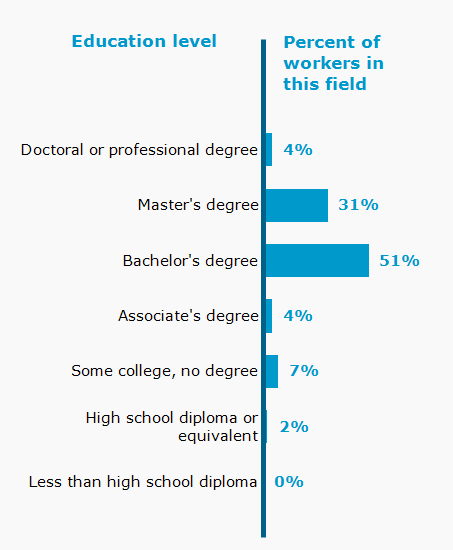 Education level
Percent of
workers in
this field
Doctoral or professional degree 4%
Master's degree 31%
Bachelor's degree 51%
Associate's degree 4%
Some college, no degree 7%
High school diploma or
equivalent 2%
Less than high school diploma 0%